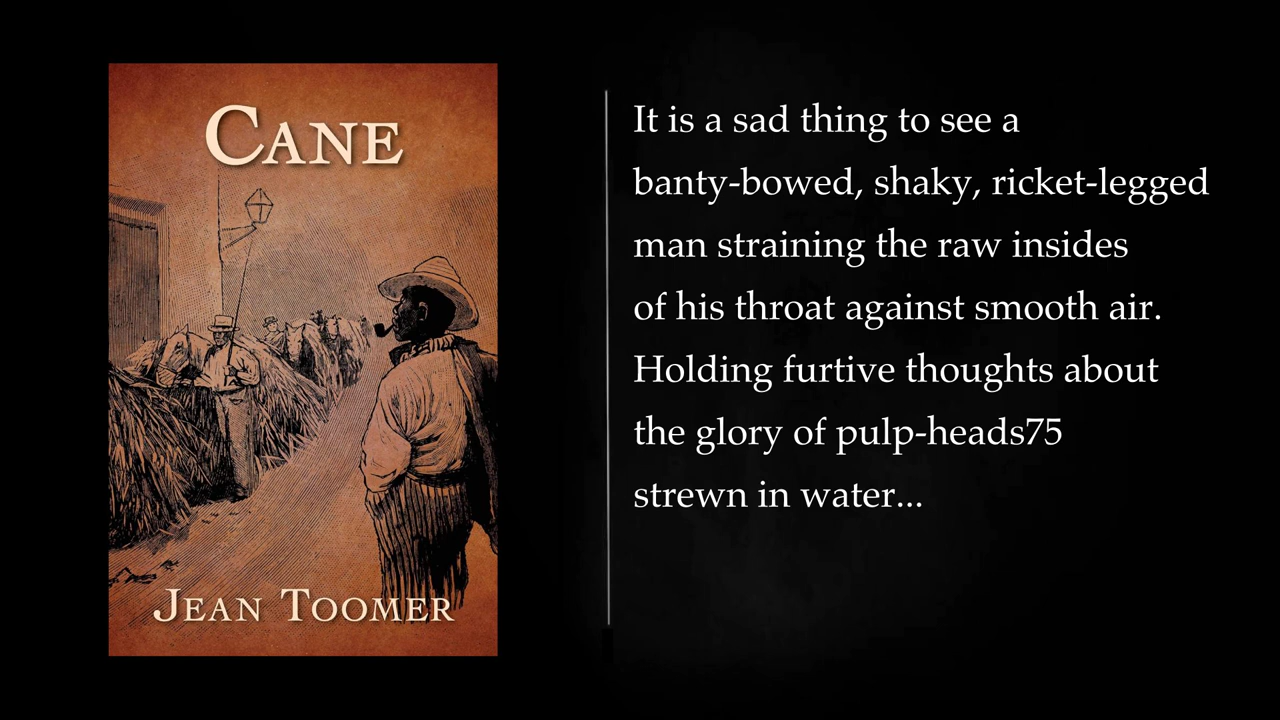 CANE
JEAN TOOMER
It is a sad thing to see a
banty-bowed, shaky, ricket-legged
man straining the raw insides
of his throat against smooth air.
Holding furtive thoughts about
the glory of pulp-heads75
strewn in water...